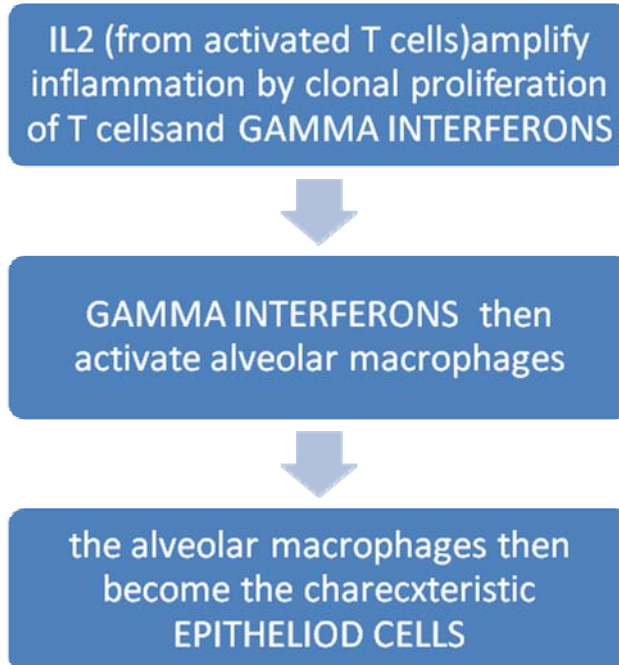 IL2 (from activated T cells)amplify
inflammation by clonal proliferation
of T cellsand GAMMA INTERFERONS
GAMMA INTERFERONS then
activate alveolar macrophages
the alveolar macrophages then
become the charecxteristic
EPITHELIOD CELLS